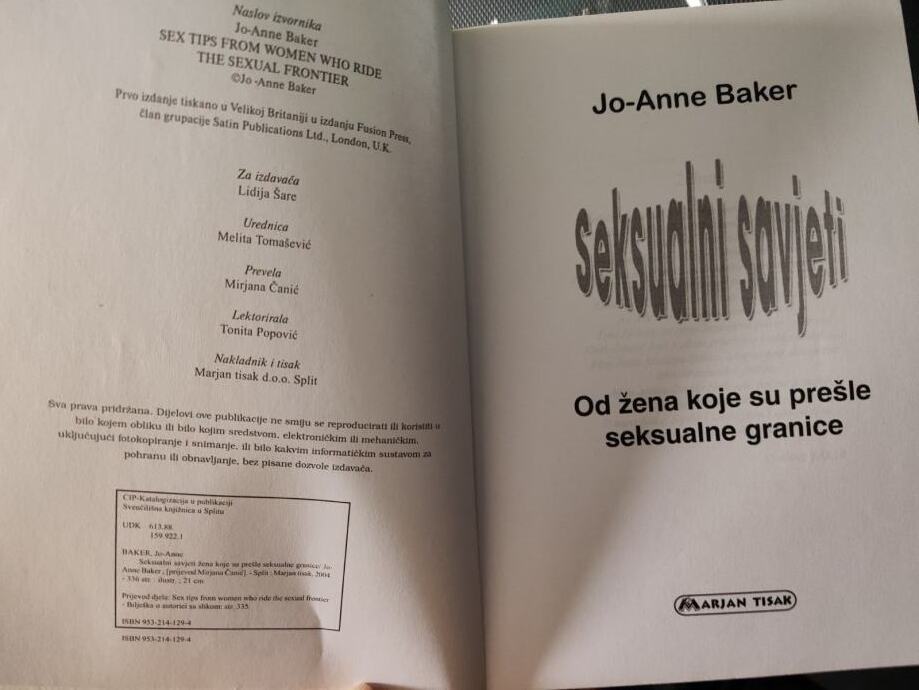 Naslov izvornika
Jo-Anne Baker
SEX TIPS FROM WOMEN WHO RIDE
THE SEXUAL FRONTIER
©Jo -Anne Baker
Prvo izdanje tiskano u Velikoj Britaniji u izdanju Fusion Press,
član grupacije Satin Publications Ltd., London, U.K.
Za izdavača
Lidija Šare
Urednica
Melita Tomašević
Prevela
Mirjana Čanić
Lektorirala
Tonita Popović
Nakladnik i tisak
Marjan tisak d.o.o. Split
Sva prava pridržana. Dijelovi ove publikacije ne smiju se reproducirati ili koristiti u
bilo kojem obliku ili bilo kojim sredstvom, elektroničkim ili mehaničkim,
uključujući fotokopiranje i snimanje, ili bilo kakvim informatičkim sustavom za
pohranu ili obnavljanje, bez pisane dozvole izdavača.
CIP-Katalogizacija u publikaciji
Sveučilišna knjižnica u Splitu
UDK 613.88
159.922.1
BAKER, Jo-Anne
Seksualni savjeti žena koje su prešle seksualne granice/ Jo-
Anne Baker ; [prijevod Mirjana Čanić]. - Split : Marjan tisak, 2004
- 336 str. : ilustr. ; 21 cm
Prijevod djela: Sex tips from women who ride the sexual frontier
- Bilješka o autorici sa slikom: str. 335.
ISBN 953-214-129-4
ISBN 953-214-129-4
Jo-Anne Baker
seksualni savjeti
Od žena koje su prešle
seksualne granice
MARJAN TISAK